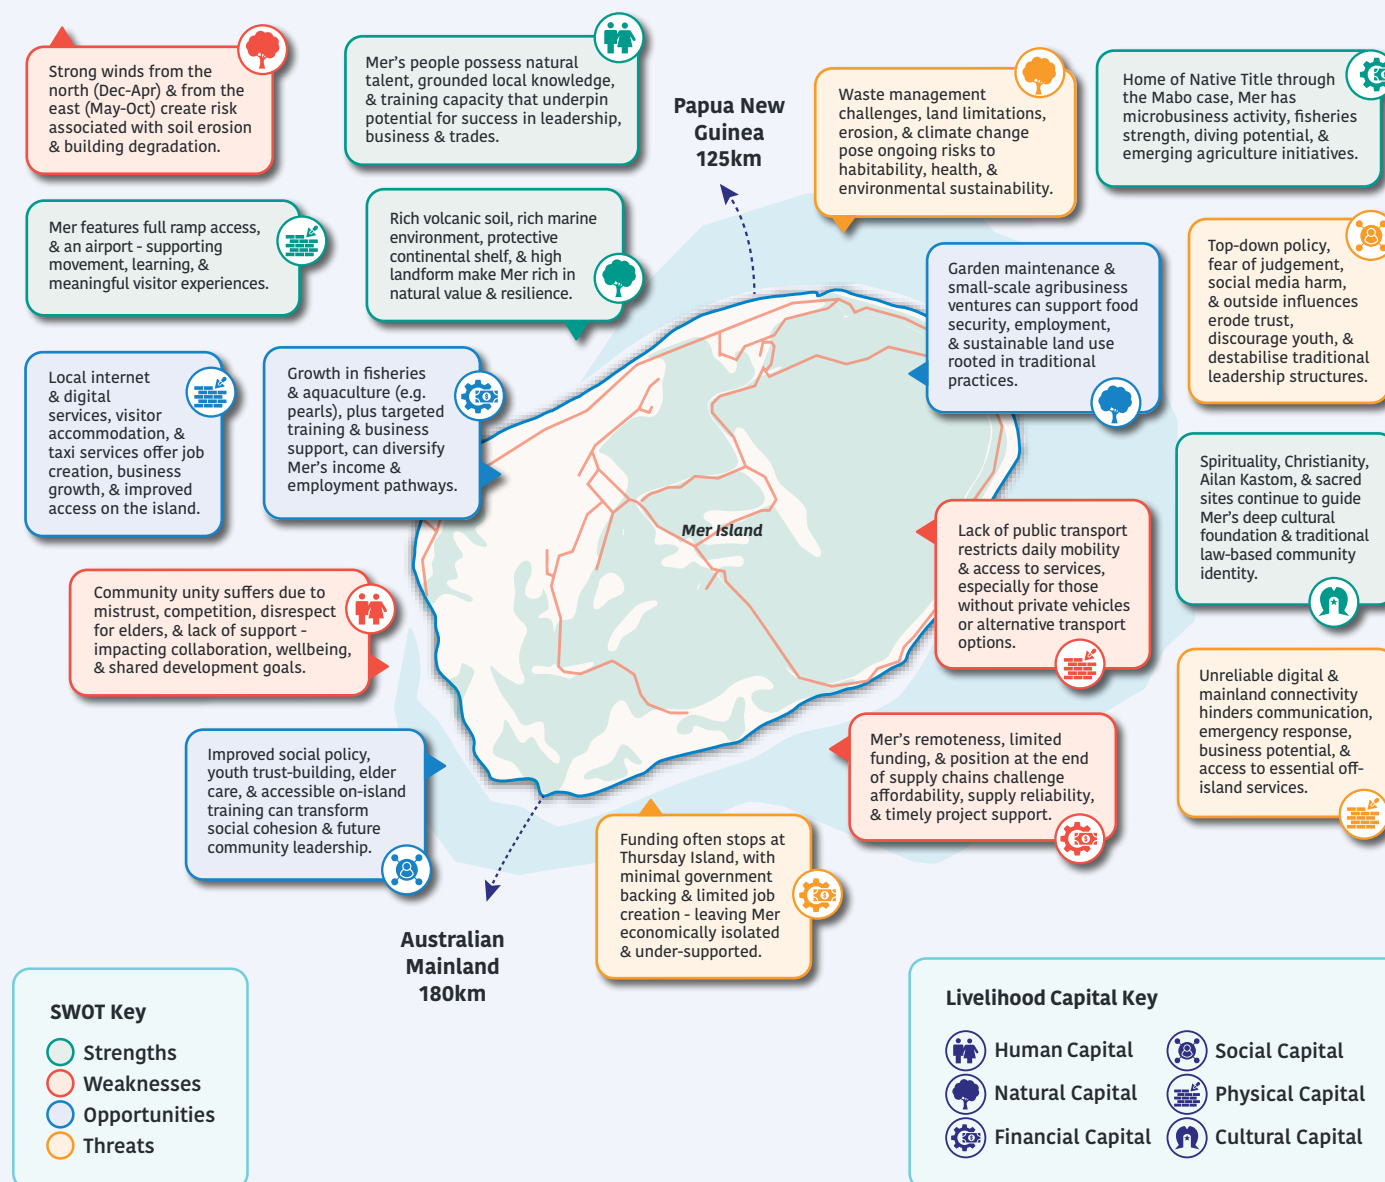 Strong winds from the
north (Dec-Apr) & from the
east (May-Oct) create risk
associated with soil erosion
& building degradation.
Mer’s people possess natural
talent, grounded local knowledge,
& training capacity that underpin
potential for success in leadership,
business & trades.
Papua New
Guinea
125km
Waste management
challenges, land limitations,
erosion, & climate change
pose ongoing risks to
habitability, health, &
environmental sustainability.
Home of Native Title through
the Mabo case, Mer has
microbusiness activity, fisheries
strength, diving potential, &
emerging agriculture initiatives.
Mer features full ramp access,
& an airport - supporting
movement, learning, &
meaningful visitor experiences.
Rich volcanic soil, rich marine
environment, protective
continental shelf, & high
landform make Mer rich in
natural value & resilience.
Garden maintenance &
small-scale agribusiness
ventures can support food
security, employment,
& sustainable land use
rooted in traditional
practices.
Top-down policy,
fear of judgement,
social media harm,
& outside influences
erode trust,
discourage youth, &
destabilise traditional
leadership structures.
Local internet
& digital
services, visitor
accommodation, &
taxi services offer job
creation, business
growth, & improved
access on the island.
Growth in fisheries
& aquaculture (e.g.
pearls), plus targeted
training & business
support, can diversify
Mer’s income &
employment pathways.
Mer Island
Spirituality, Christianity,
Ailan Kastom, & sacred
sites continue to guide
Mer’s deep cultural
foundation & traditional
law-based community
identity.
Lack of public transport
restricts daily mobility
& access to services,
especially for those
without private vehicles
or alternative transport
options.
Community unity suffers due to
mistrust, competition, disrespect
for elders, & lack of support -
impacting collaboration, wellbeing,
& shared development goals.
Unreliable digital &
mainland connectivity
hinders communication,
emergency response,
business potential, &
access to essential off-
island services.
Improved social policy,
youth trust-building, elder
care, & accessible on-island
training can transform
social cohesion & future
community leadership.
Mer’s remoteness, limited
funding, & position at the end
of supply chains challenge
affordability, supply reliability,
& timely project support.
Funding often stops at
Thursday Island, with
minimal government
backing & limited job
creation - leaving Mer
economically isolated
& under-supported.
Australian
Mainland
180km
SWOT Key
Strengths
Weaknesses
Opportunities
Threats
Livelihood Capital Key
Human Capital
Natural Capital
Financial Capital
Social Capital
Physical Capital
Cultural Capital